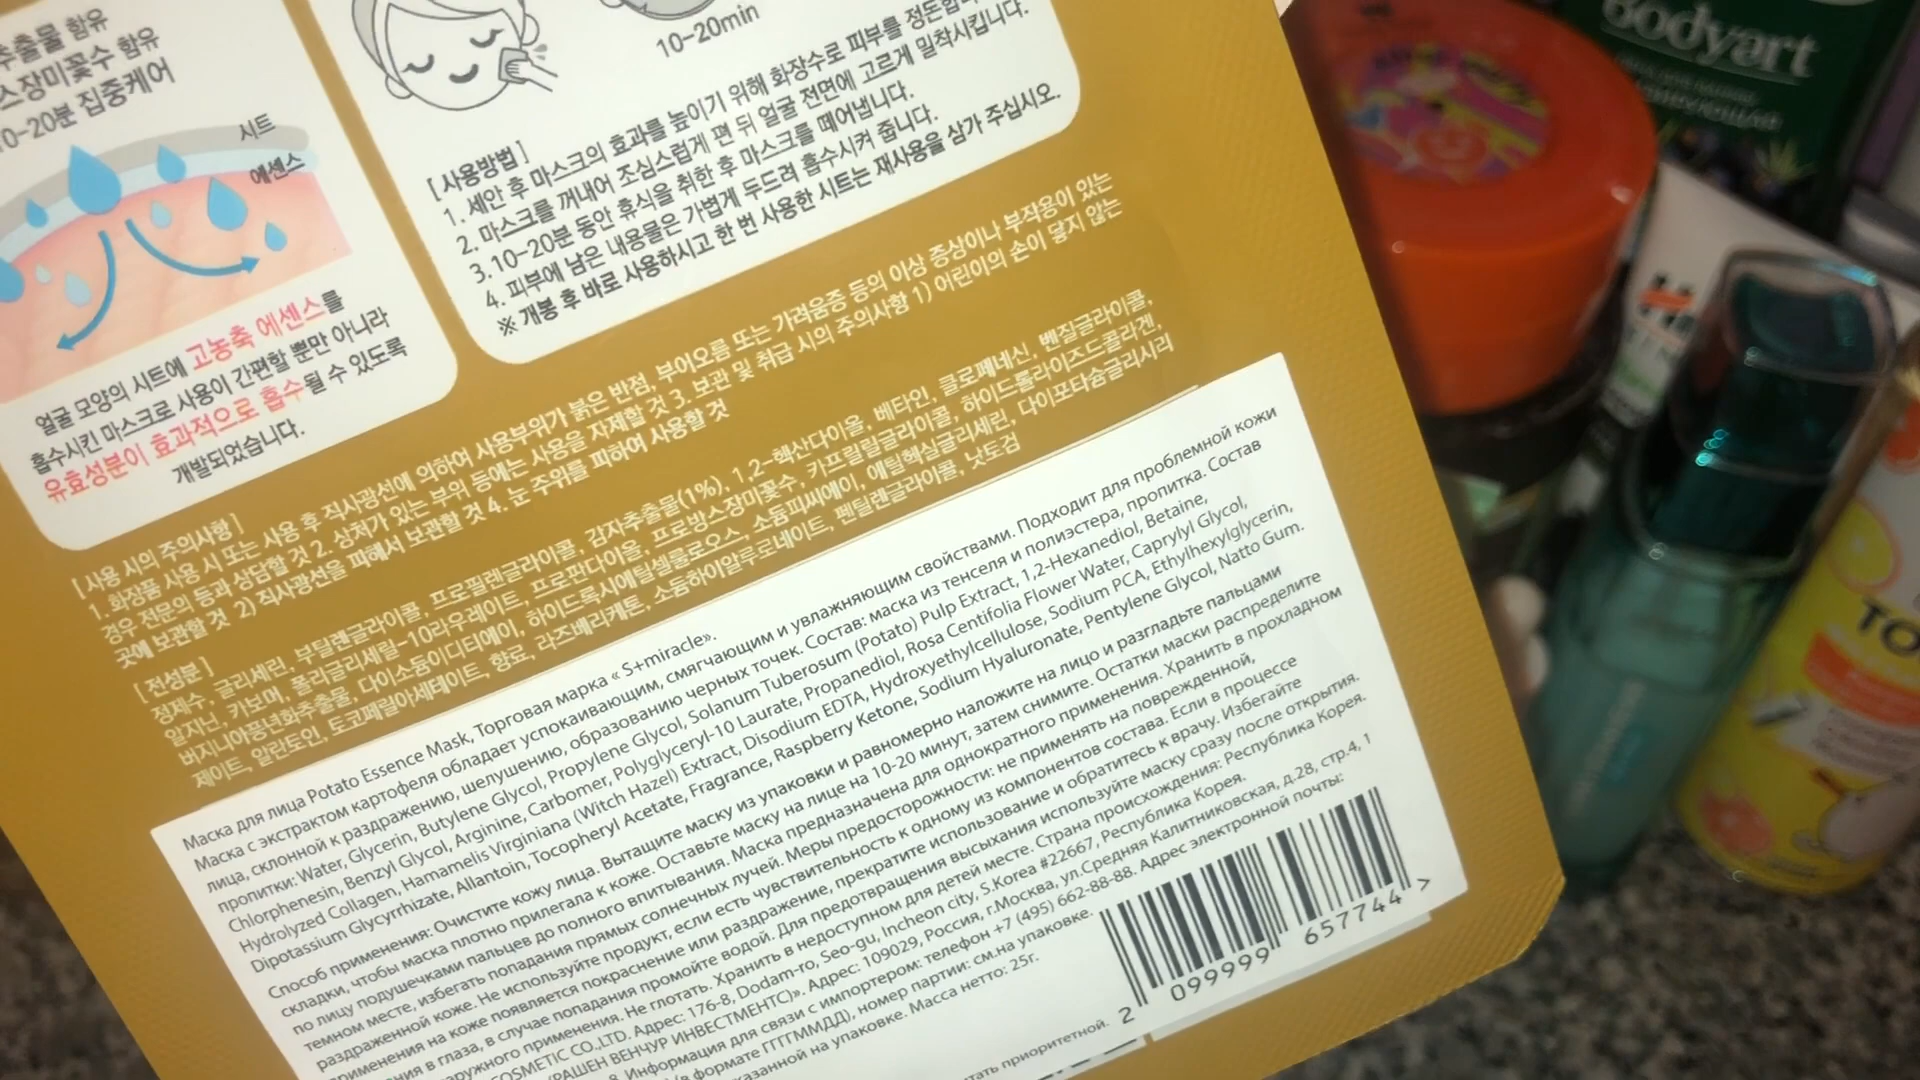 추출물 함유
스장미꽃수 함유
10-20분 집중케어
시트
에센스
얼굴 모양의 시트에 고농축 에센스를
흡수시킨 마스크로 사용이 간편할 뿐만 아니라
유효성분이 효과적으로 흡수될 수 있도록
개발되었습니다.
10-20min
[ 사용방법 ]
1. 세안 후 마스크의 효과를 높이기 위해 화장수로 피부를 정돈합니다.
2. 마스크를 꺼내어 조심스럽게 편 뒤 얼굴 전면에 고르게 밀착시킵니다.
3. 10-20분 동안 휴식을 취한 후 마스크를 떼어냅니다.
4. 피부에 남은 내용물은 가볍게 두드려 흡수시켜 줍니다.
※ 개봉 후 바로 사용하시고 한 번 사용한 시트는 재사용을 삼가 주십시오.
[ 사용 시의 주의사항 ]
1. 화장품 사용 시 또는 사용 후 직사광선에 의하여 사용부위가 붉은 반점, 부어오름 또는 가려움증 등의 이상 증상이나 부작용이 있는
경우 전문의 등과 상담할 것 2. 상처가 있는 부위 등에는 사용을 자제할 것 3. 보관 및 취급 시의 주의사항 1) 어린이의 손이 닿지 않는
곳에 보관할 것 2) 직사광선을 피해서 보관할 것 4. 눈 주위를 피하여 사용할 것
[ 전성분 ]
정제수, 글리세린, 부틸렌글라이콜, 프로필렌글라이콜, 감자추출물(1%), 1,2-헥산다이올, 베타인, 클로페네신, 벤질글라이콜,
알지닌, 카보머, 폴리글리세릴-10라우레이트, 프로판다이올, 프로방스장미꽃수, 카프릴릴글라이콜, 하이드롤라이즈드콜라겐,
버지니아풍년화추출물, 다이소듐이디티에이, 하이드록시에틸셀룰로오스, 소듐피씨에이, 에틸헥실글리세린, 다이포타슘글리시리
제이트, 알란토인, 토코페릴아세테이트, 향료, 라즈베리케톤, 소듐하이알루로네이트, 펜틸렌글라이콜, 낫토검
Маска для лица Potato Essence Mask, Торговая марка « S+miracle».
Маска с экстрактом картофеля обладает успокаивающим, смягчающим и увлажняющим свойствами. Подходит для проблемной кожи
лица, склонной к раздражению, шелушению, образованию черных точек. Состав: маска из тенселя и полиэстера, пропитка. Состав
пропитки: Water, Glycerin, Butylene Glycol, Propylene Glycol, Solanum Tuberosum (Potato) Pulp Extract, 1,2-Hexanediol, Betaine,
Chlorphenesin, Benzyl Glycol, Arginine, Carbomer, Polyglyceryl-10 Laurate, Propanediol, Rosa Centifolia Flower Water, Caprylyl Glycol,
Hydrolyzed Collagen, Hamamelis Virginiana (Witch Hazel) Extract, Disodium EDTA, Hydroxyethylcellulose, Sodium PCA, Ethylhexylglycerin,
Dipotassium Glycyrrhizate, Allantoin, Tocopheryl Acetate, Fragrance, Raspberry Ketone, Sodium Hyaluronate, Pentylene Glycol, Natto Gum.
Способ применения: Очистите кожу лица. Вытащите маску из упаковки и равномерно наложите на лицо и разгладьте пальцами
складки, чтобы маска плотно прилегала к коже. Оставьте маску на лице на 10-20 минут, затем снимите. Остатки маски распределите
по лицу подушечками пальцев до полного впитывания. Маска предназначена для однократного применения. Хранить в прохладном
темном месте, избегать попадания прямых солнечных лучей. Меры предосторожности: не применять на поврежденной,
раздраженной коже. Не используйте продукт, если есть чувствительность к одному из компонентов состава. Если в процессе
применения на коже появляется покраснение или раздражение, прекратите использование и обратитесь к врачу. Избегайте
ния в глаза, в случае попадания промойте водой. Для предотвращения высыхания используйте маску сразу после открытия.
аружного применения. Не глотать. Хранить в недоступном для детей месте. Страна происхождения: Республика Корея.
COSMETIC CO.,LTD. Адрес: 176-8, Dodam-ro, Seo-gu, Incheon city, S.Korea #22667, Республика Корея.
РАШЕН ВЕНЧУР ИНВЕСТМЕНТС)». Адрес: 109029, Россия, г.Москва, ул.Средняя Калитниковская, д.28, стр.4, 1
8. Информация для связи с импортером: телефон +7 (495) 662-88-88. Адрес электронной почты:
в формате ГГГГММДД), номер партии: см.на упаковке.
казанной на упаковке. Масса нетто: 25г.
тать приоритетной.
2 099999 657744 >
Bodyart
TO